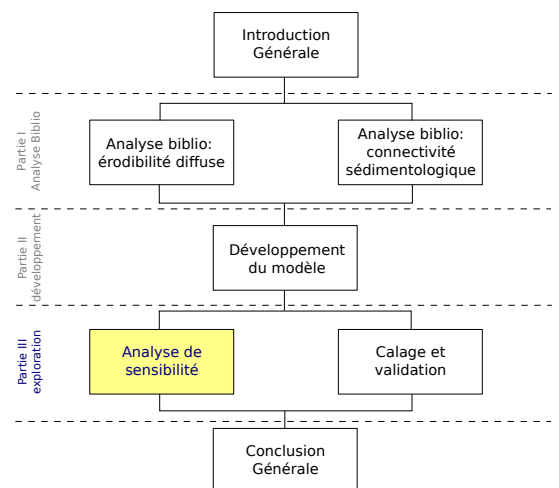 Introduction
Générale
Partie I
Analyse Biblio
Analyse biblio:
érodibilité diffuse
Analyse biblio:
connectivité
sédimentologique
Partie II
développement
Développement
du modèle
Partie III
exploration
Analyse de
sensibilité
Calage et
validation
Conclusion
Générale